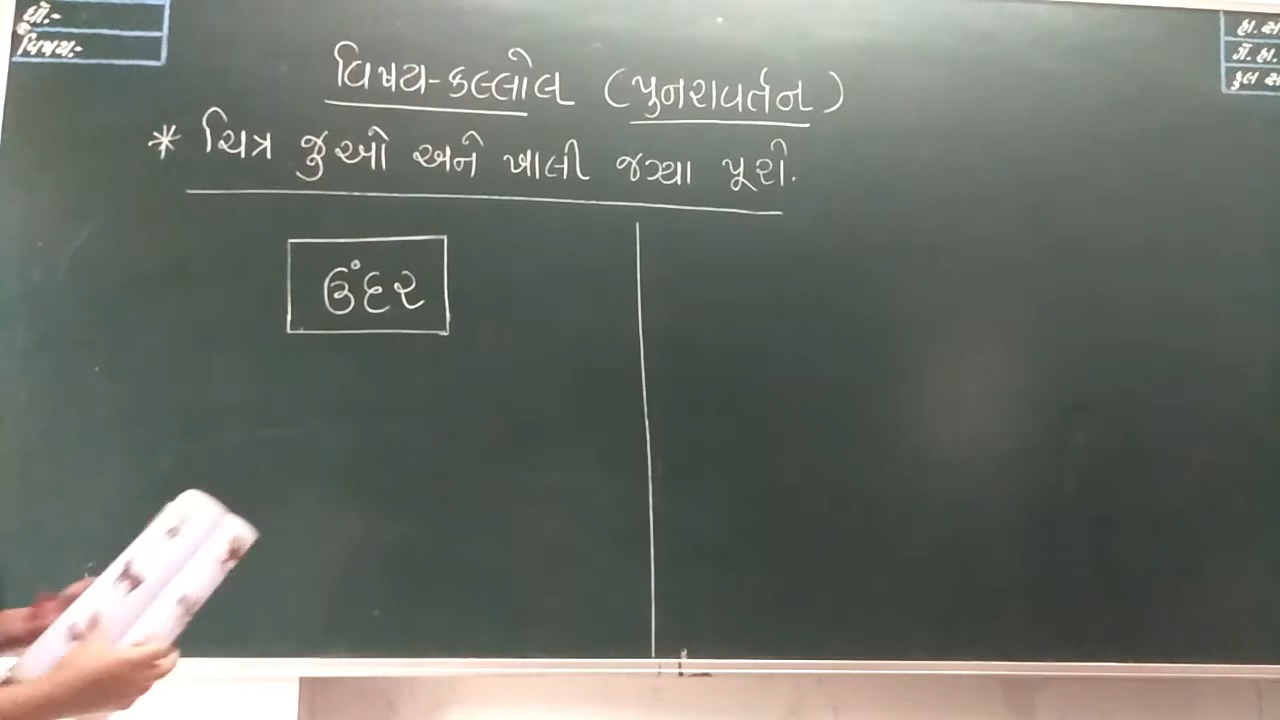 ધો.-
વિષય:-
હા. સ
ગે. હા.
કુલ સ
વિષય-કલ્લોલ (પુનરાવર્તન)
* ચિત્ર જુઓ અને ખાલી જગ્યા પૂરો.
ઉંદર